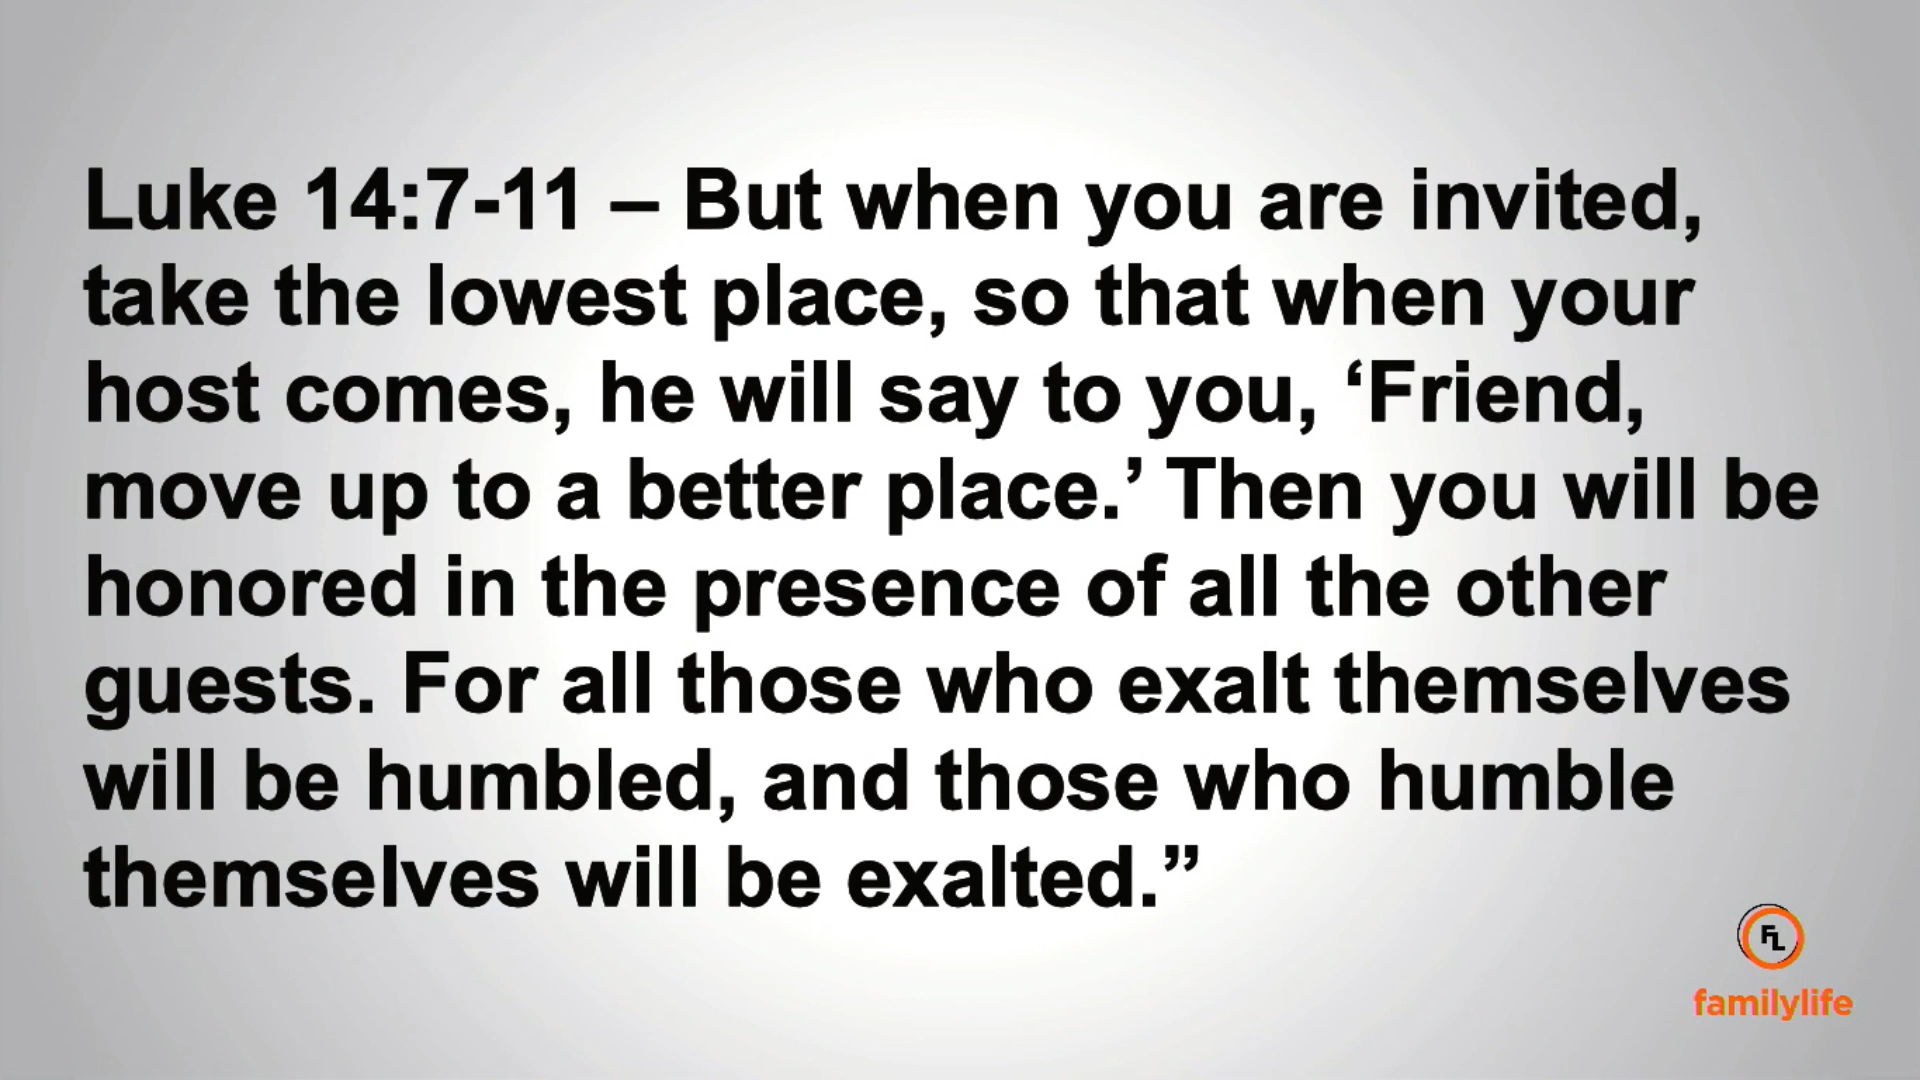 Luke 14:7-11 – But when you are invited,
take the lowest place, so that when your
host comes, he will say to you, ‘Friend,
move up to a better place.’ Then you will be
honored in the presence of all the other
guests. For all those who exalt themselves
will be humbled, and those who humble
themselves will be exalted.”
FL
familylife